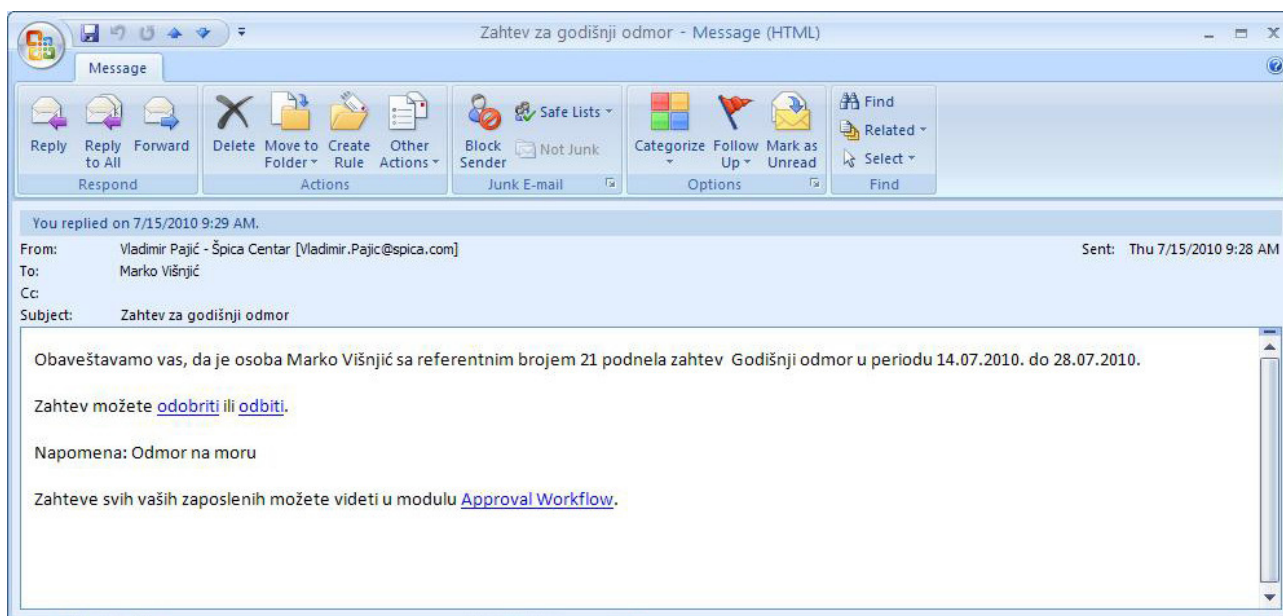 Zahtev za godišnji odmor - Message (HTML)
Message
Reply Reply to All Forward
Respond
Delete Move to Folder Create Rule Other Actions
Actions
Block Sender Safe Lists Not Junk
Junk E-mail
Categorize Follow Up Mark as Unread
Options
Find Related Select
Find
You replied on 7/15/2010 9:29 AM.
From: Vladimir Pajić - Špica Centar [Vladimir.Pajic@spica.com] Sent: Thu 7/15/2010 9:28 AM
To: Marko Višnjić
Cc:
Subject: Zahtev za godišnji odmor
Obaveštavamo vas, da je osoba Marko Višnjić sa referentnim brojem 21 podnela zahtev Godišnji odmor u periodu 14.07.2010. do 28.07.2010.
Zahtev možete odobriti ili odbiti.
Napomena: Odmor na moru
Zahteve svih vaših zaposlenih možete videti u modulu Approval Workflow.